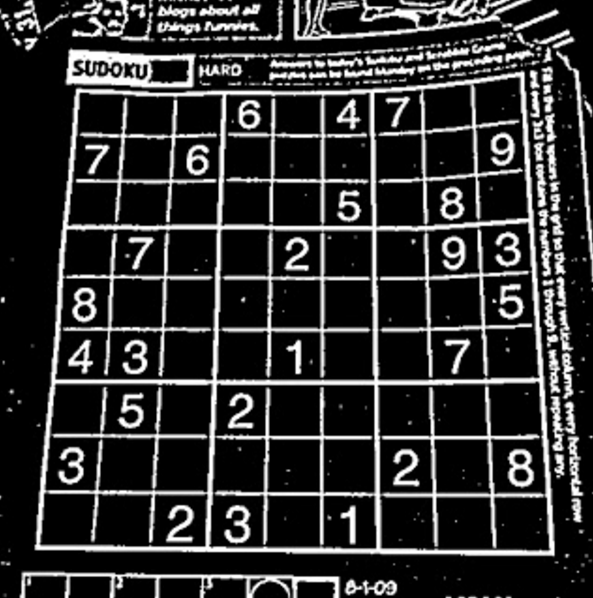 blogs about all
things funnies.
SUDOKU HARD Answers to today's Sudoku and Scrabble Grams
puzzles can be found Monday with the preceding
6 4 7
7 6 9
5 8
7 2 9 3
8 5
4 3 1 7
5 2
3 2 8
2 3 1
in the blank spaces in the grid so that every vertical column, every horizontal row
and every 3x3 box contains the numbers 1 through 9, without repeating any.
8-1-09